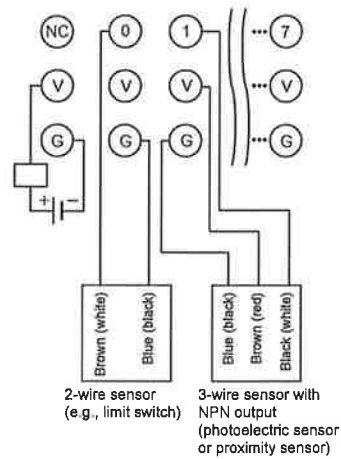 NC 0 1 ··· 7
V V V ··· V
G G G ··· G
+ −
Brown (white)
Blue (black)
Blue (black)
Brown (red)
Black (white)
2-wire sensor
(e.g., limit switch)
3-wire sensor with
NPN output
(photoelectric sensor
or proximity sensor)